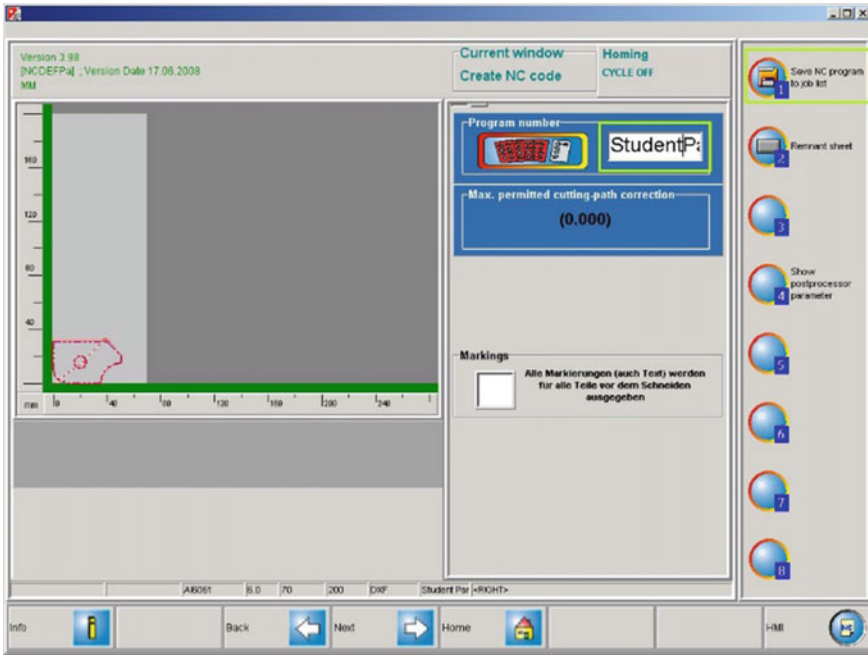 Version 3.98
[NCDEFPa] ; Version Date 17.06.2008
MM
Current window
Create NC code
Homing
CYCLE OFF
160
120
80
40
mm
0
40
80
120
160
200
240
Program number
StudentPa
Max. permitted cutting-path correction
(0.000)
Markings
Alle Markierungen (auch Text) werden
für alle Teile vor dem Schneiden
ausgegeben
1
Save NC program
to job list
2
Remnant sheet
3
4
Show
postprocessor
parameter
5
6
7
8
Al6061 6.0 70 200 DXF Student Par <RIGHT>
Info
Back
Next
Home
HMI
NC